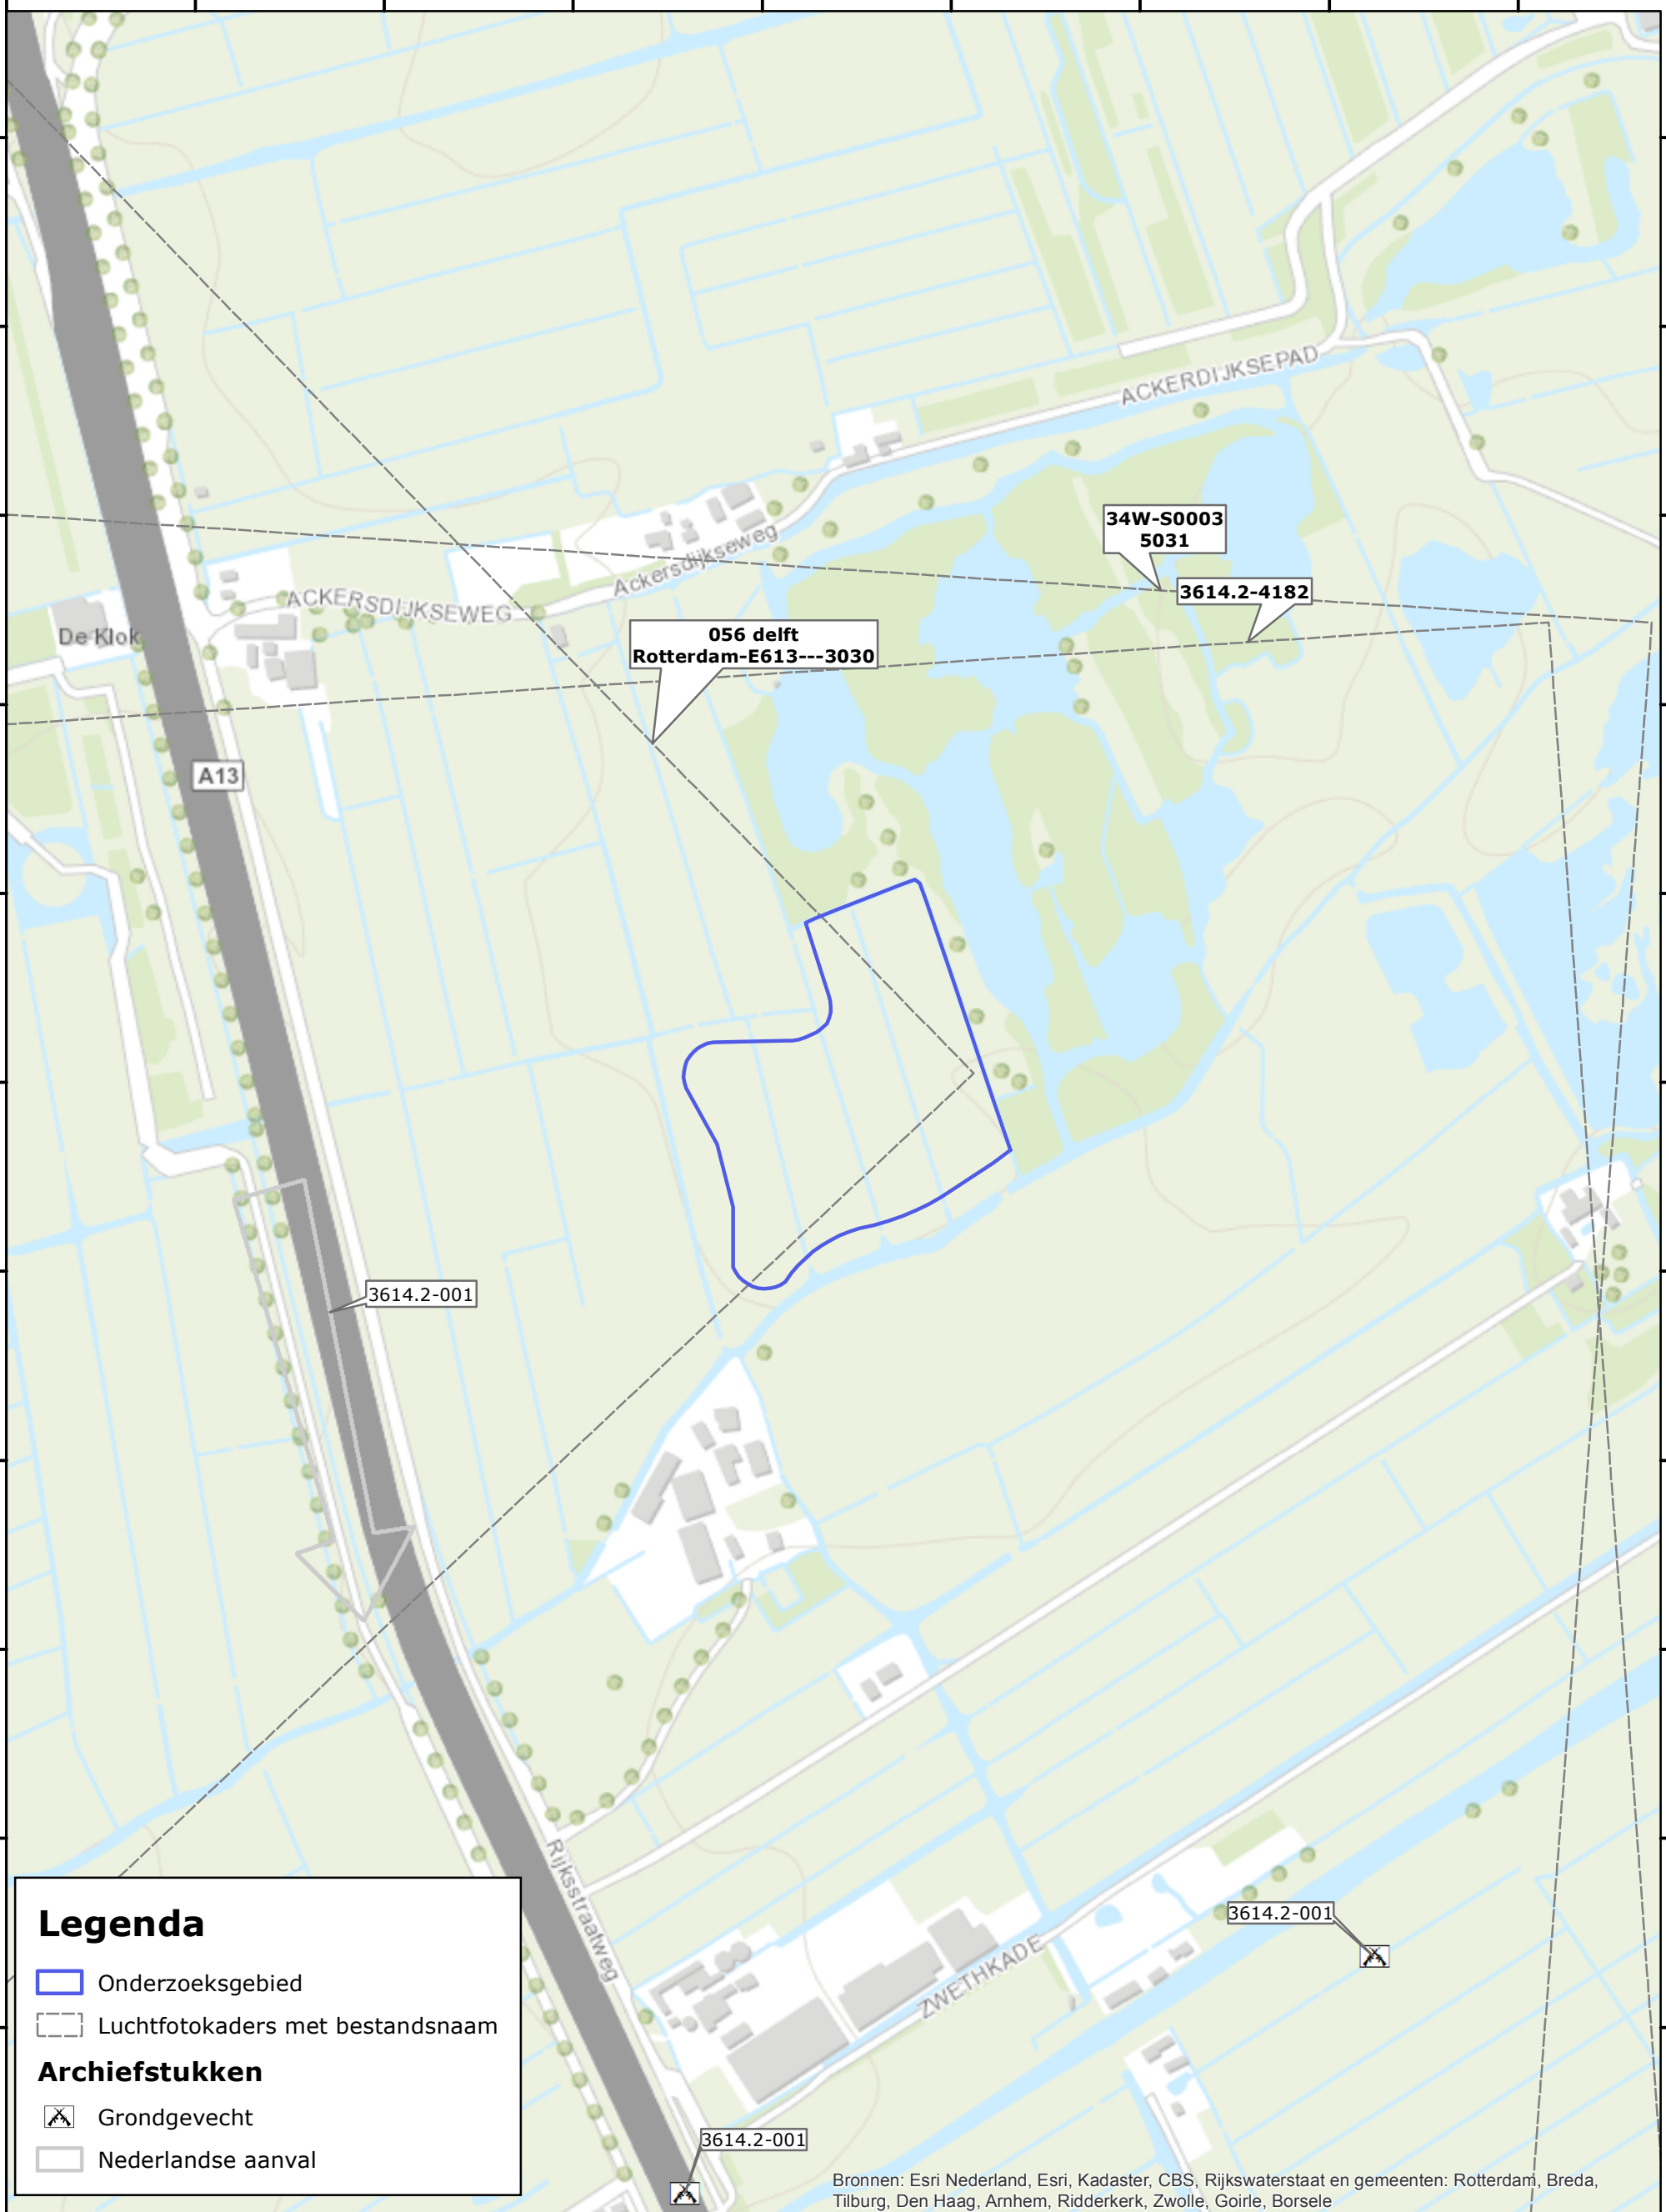 ACKERDIJKSEPAD
34W-S0003
5031
3614.2-4182
Ackersdijkseweg
ACKERSDIJKSEWEG
De Klok
056 delft
Rotterdam-E613---3030
A13
3614.2-001
Rijksstraatweg
ZWETHKADE
3614.2-001
3614.2-001
Legenda
Onderzoeksgebied
Luchtfotokaders met bestandsnaam
Archiefstukken
Grondgevecht
Nederlandse aanval
Bronnen: Esri Nederland, Esri, Kadaster, CBS, Rijkswaterstaat en gemeenten: Rotterdam, Breda,
Tilburg, Den Haag, Arnhem, Ridderkerk, Zwolle, Goirle, Borsele